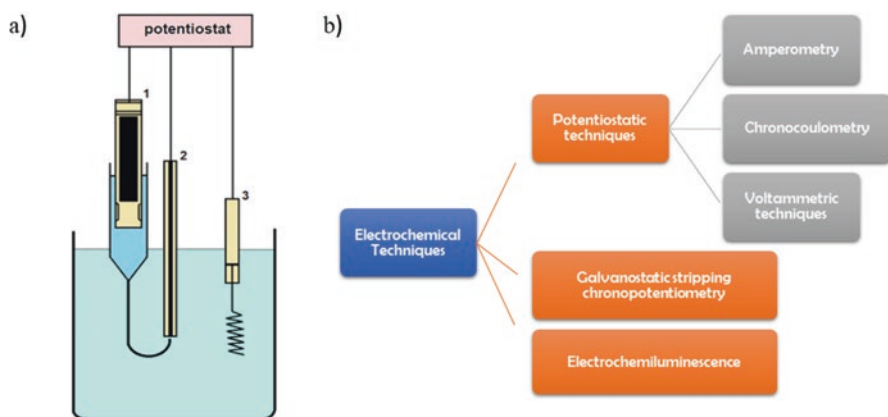 a)
potentiostat
1
2
3
b)
Electrochemical
Techniques
Potentiostatic
techniques
Amperometry
Chronocoulometry
Voltammetric
techniques
Galvanostatic stripping
chronopotentiometry
Electrochemiluminescence